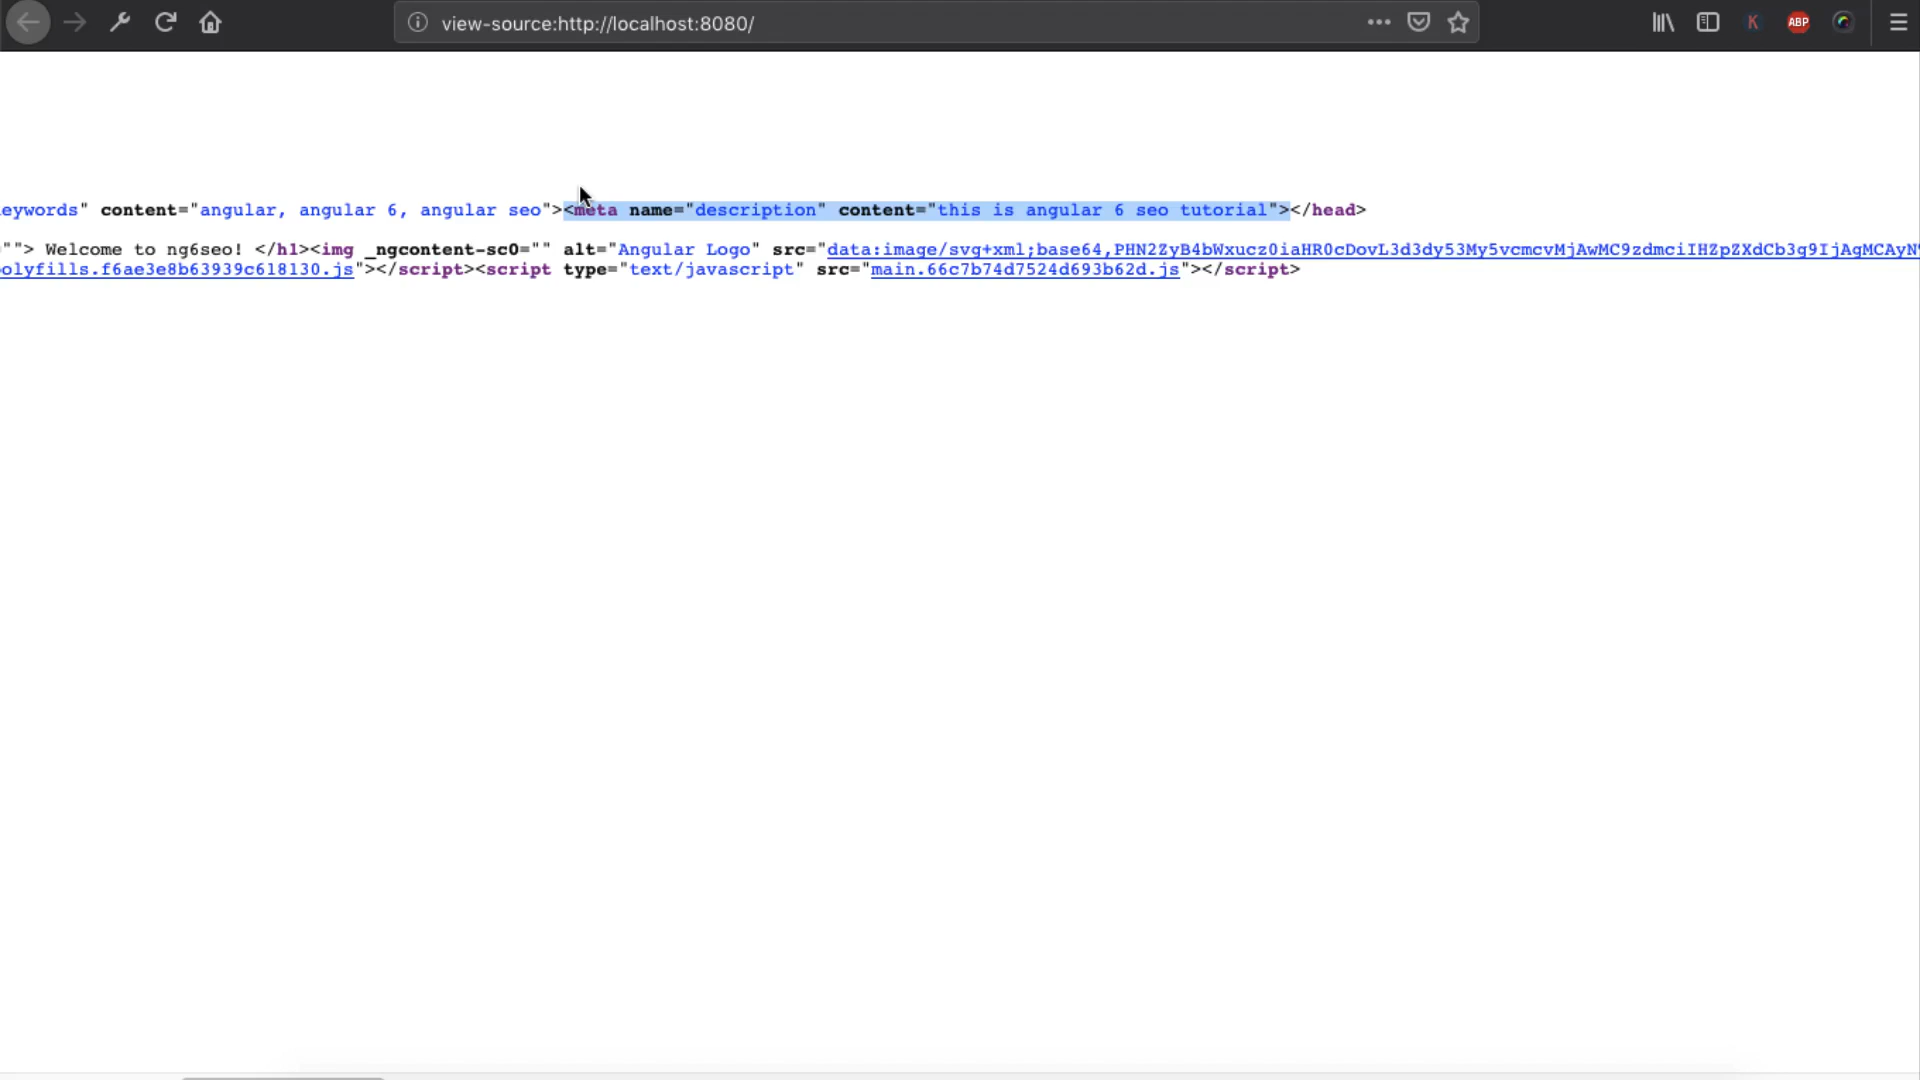 view-source:http://localhost:8080/
K
ABP
eywords" content="angular, angular 6, angular seo"><meta name="description" content="this is angular 6 seo tutorial"></head>
=""> Welcome to ng6seo! </h1><img _ngcontent-sc0="" alt="Angular Logo" src="data:image/svg+xml;base64,PHN2ZyB4bWxucz0iaHR0cDovL3d3dy53My5vcmcvMjAwMC9zdmciIHZpZXdCb3g9IjAgMCAyN
olyfills.f6ae3e8b63939c618130.js"></script><script type="text/javascript" src="main.66c7b74d7524d693b62d.js"></script>